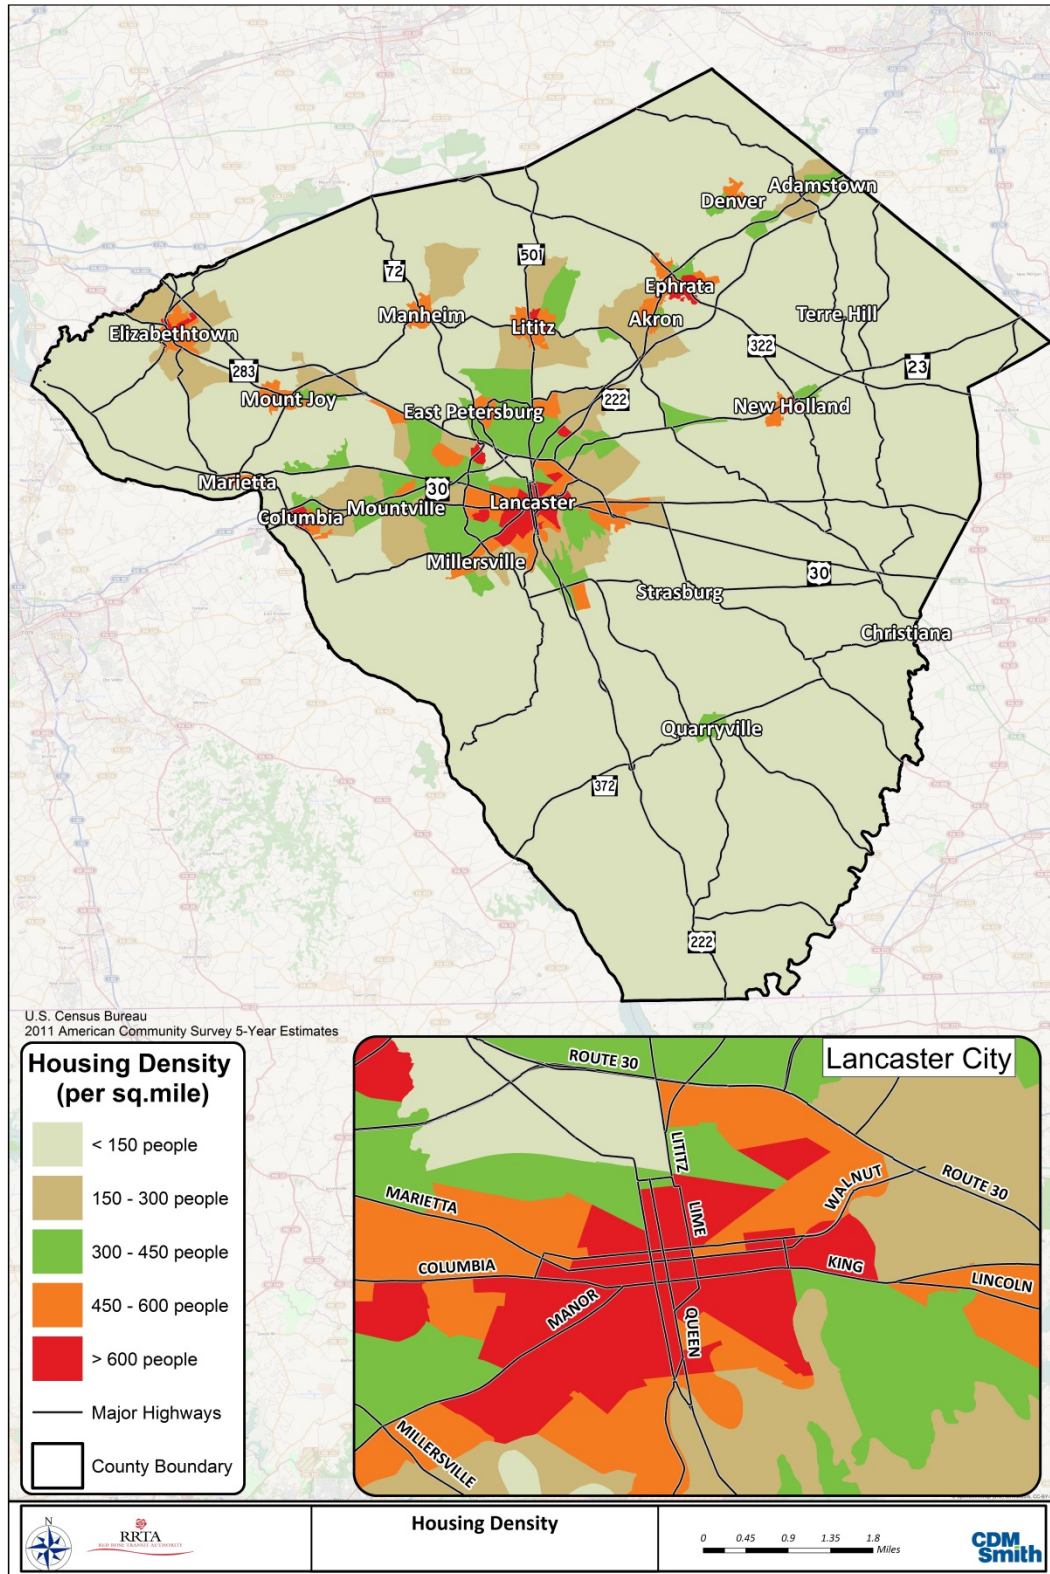 Adamstown
Denver
501
72
Ephrata
Manheim
Terre Hill
Lititz
Akron
Elizabethtown
322
23
283
222
Mount Joy
East Petersburg
New Holland
Marietta
30
Lancaster
Columbia
Mountville
Millersville
30
Strasburg
Christiana
Quarryville
372
222
U.S. Census Bureau
2011 American Community Survey 5-Year Estimates
Housing Density
(per sq.mile)
< 150 people
150 - 300 people
300 - 450 people
450 - 600 people
> 600 people
Major Highways
County Boundary
Lancaster City
ROUTE 30
LITITZ
WALNUT
ROUTE 30
MARIETTA
LIME
COLUMBIA
KING
LINCOLN
MANOR
QUEEN
MILLERSVILLE
N
RRTA
RED ROSE TRANSIT AUTHORITY
Housing Density
0 0.45 0.9 1.35 1.8
Miles
CDM
Smith